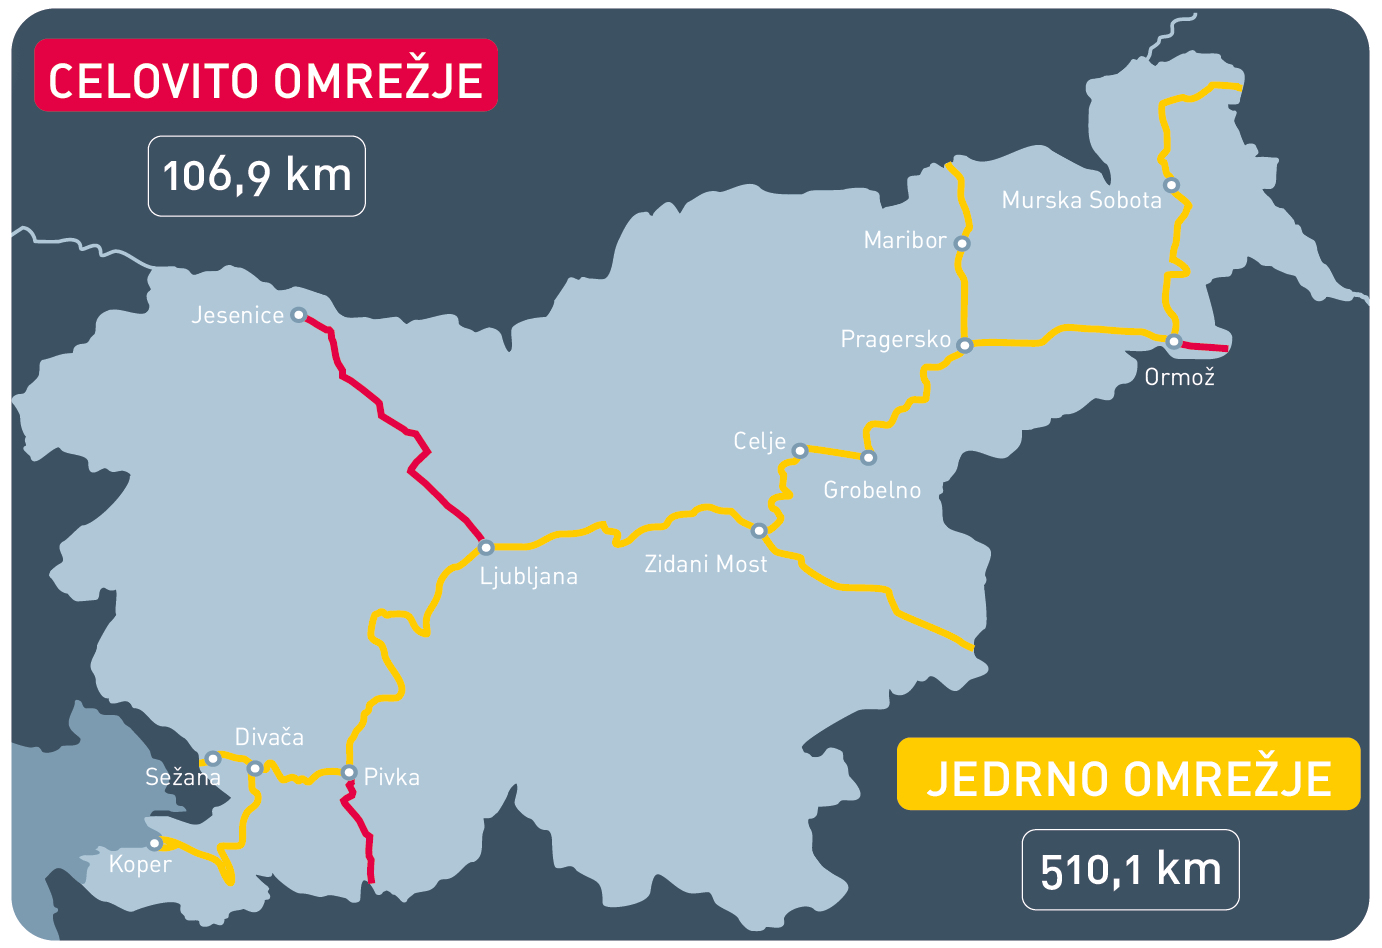 CELOVITO OMREŽJE
106,9 km
Murska Sobota
Maribor
Jesenice
Pragersko
Ormož
Celje
Grobelno
Zidani Most
Ljubljana
Divača
Sežana
Pivka
JEDRNO OMREŽJE
Koper
510,1 km